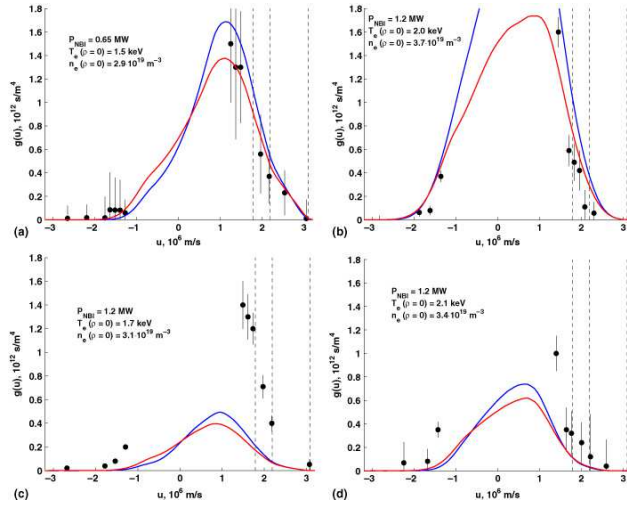 P_NBI = 0.65 MW
T_e (ρ = 0) = 1.5 keV
n_e (ρ = 0) = 2.9 10^19 m^-3
g(u), 10^12 s/m^4
1.8
1.6
1.4
1.2
1
0.8
0.6
0.4
0.2
0
-3 -2 -1 0 1 2 3
u, 10^6 m/s
(a)
P_NBI = 1.2 MW
T_e (ρ = 0) = 2.0 keV
n_e (ρ = 0) = 3.7 10^19 m^-3
g(u), 10^12 s/m^4
1.8
1.6
1.4
1.2
1
0.8
0.6
0.4
0.2
0
-3 -2 -1 0 1 2 3
u, 10^6 m/s
(b)
P_NBI = 1.2 MW
T_e (ρ = 0) = 1.7 keV
n_e (ρ = 0) = 3.1 10^19 m^-3
g(u), 10^12 s/m^4
1.8
1.6
1.4
1.2
1
0.8
0.6
0.4
0.2
0
-3 -2 -1 0 1 2 3
u, 10^6 m/s
(c)
P_NBI = 1.2 MW
T_e (ρ = 0) = 2.1 keV
n_e (ρ = 0) = 3.4 10^19 m^-3
g(u), 10^12 s/m^4
1.8
1.6
1.4
1.2
1
0.8
0.6
0.4
0.2
0
-3 -2 -1 0 1 2 3
u, 10^6 m/s
(d)